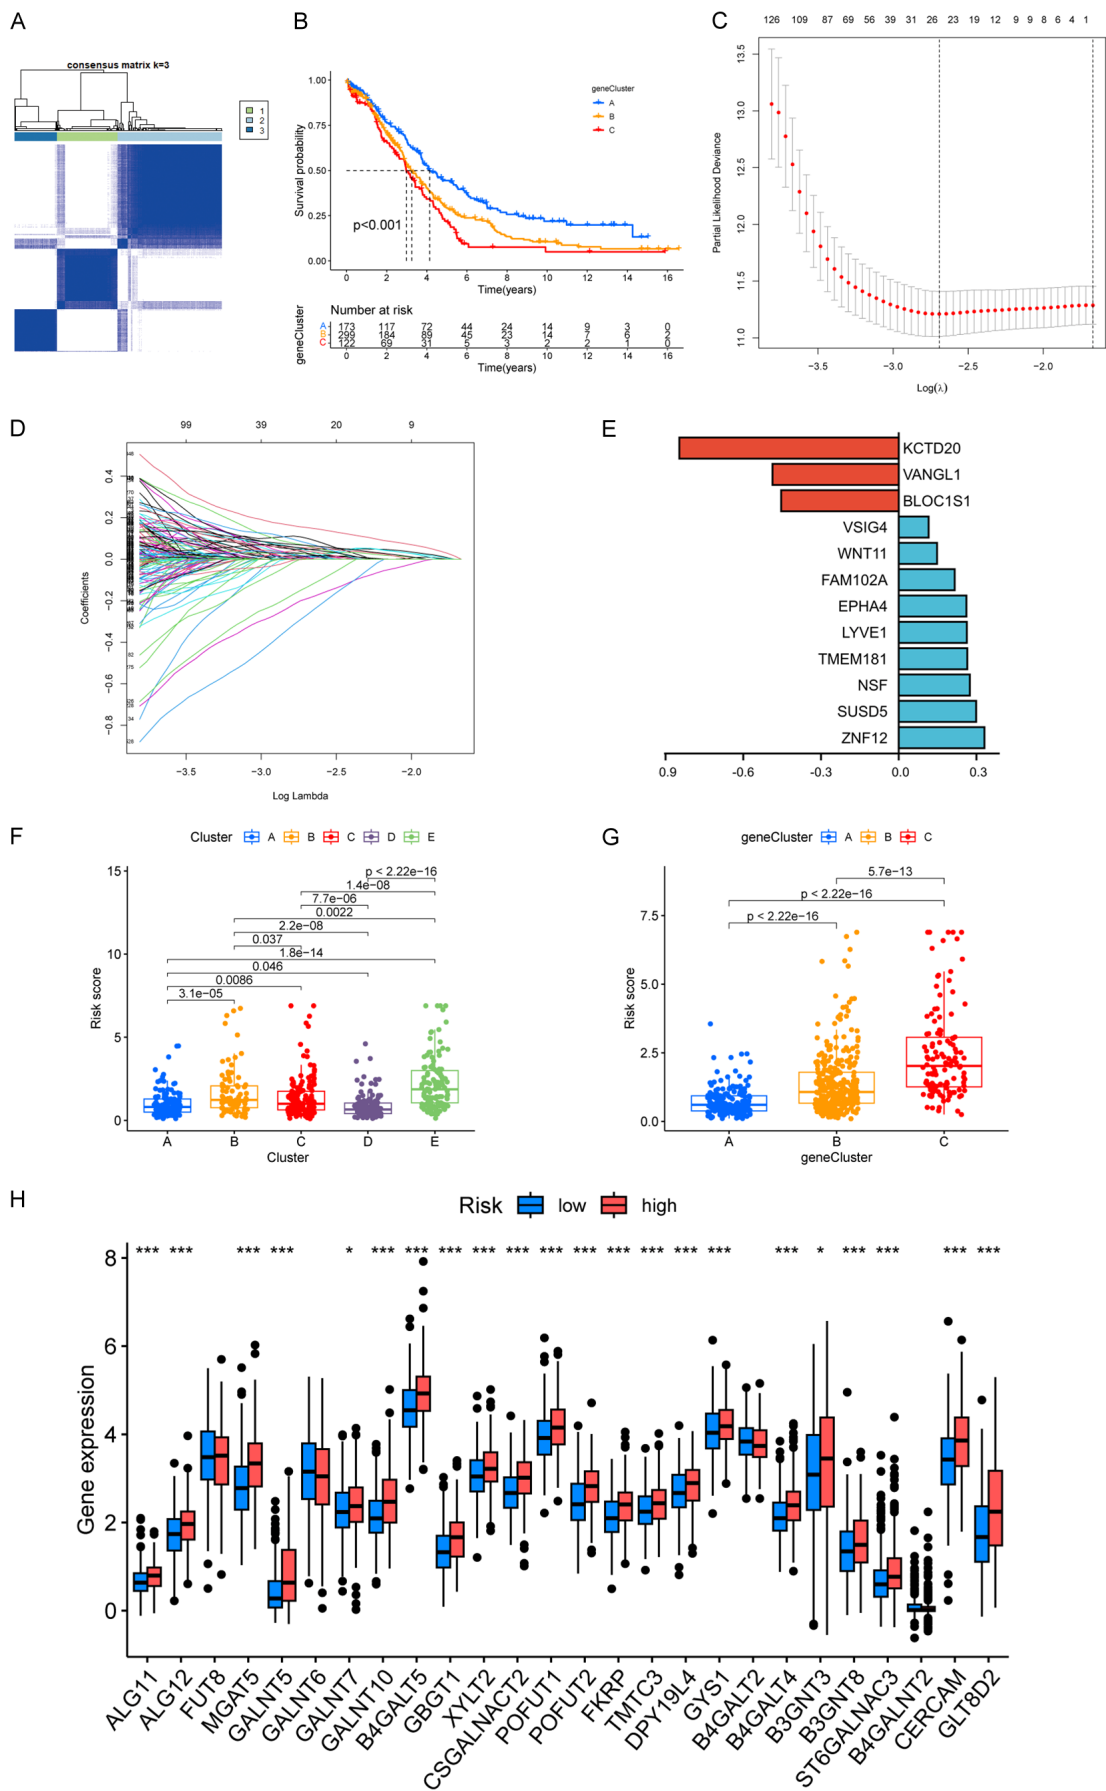 A
consensus matrix k=3
1
2
3
B
geneCluster
A
B
C
Survival probability
1.00
0.75
0.50
0.25
0.00
p<0.001
0 2 4 6 8 10 12 14 16
Time(years)
Number at risk
geneCluster
A 173 117 72 44 24 14 9 3 0
B 299 184 89 45 23 14 7 6 2
C 122 69 31 5 3 2 2 1 0
0 2 4 6 8 10 12 14 16
Time(years)
C
126 109 87 69 56 39 31 26 23 19 12 9 9 8 6 4 1
Partial Likelihood Deviance
13.5
13.0
12.5
12.0
11.5
11.0
−3.5 −3.0 −2.5 −2.0
Log(λ)
D
99 39 20 9
Coefficients
0.4
0.2
0.0
−0.2
−0.4
−0.6
−0.8
−3.5 −3.0 −2.5 −2.0
Log Lambda
E
KCTD20
VANGL1
BLOC1S1
VSIG4
WNT11
FAM102A
EPHA4
LYVE1
TMEM181
NSF
SUSD5
ZNF12
0.9 -0.6 -0.3 0.0 0.3
F
Cluster A B C D E
Risk score
15
10
5
0
p < 2.22e−16
1.4e−08
7.7e−06
0.0022
2.2e−08
0.037
1.8e−14
0.046
0.0086
3.1e−05
A B C D E
Cluster
G
geneCluster A B C
Risk score
7.5
5.0
2.5
0.0
5.7e−13
p < 2.22e−16
p < 2.22e−16
A B C
geneCluster
H
Risk low high
Gene expression
8
6
4
2
0
*** *** *** *** * *** *** *** *** *** *** *** *** *** *** *** *** * *** *** *** ***
ALG11
ALG12
FUT8
MGAT5
GALNT5
GALNT6
GALNT7
GALNT10
B4GALT5
GBGT1
XYLT2
CSGALNACT2
POFUT1
POFUT2
FKRP
TMTC3
DPY19L4
GYS1
B4GALT2
B4GALT4
B3GNT3
B3GNT8
ST6GALNAC3
B4GALNT2
CERCAM
GLT8D2